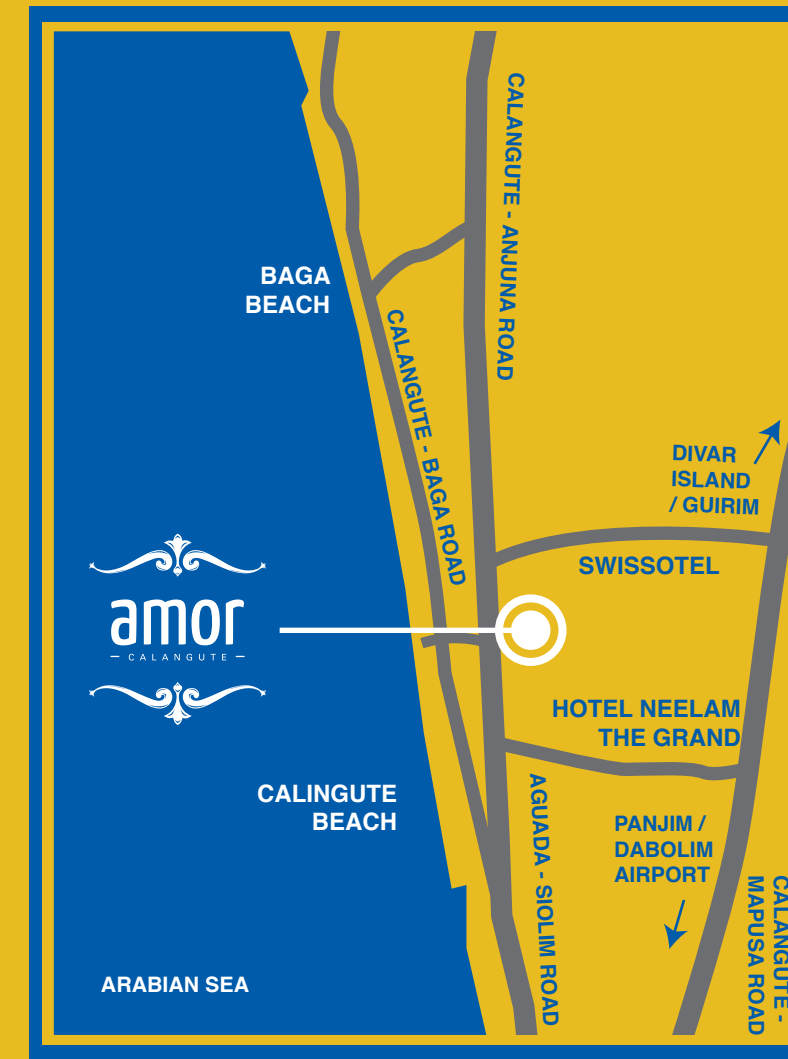 CALANGUTE - ANJUNA ROAD
BAGA
BEACH
CALANGUTE - BAGA ROAD
DIVAR
ISLAND
/ GUIRIM
SWISSOTEL
amor
- CALANGUTE -
HOTEL NEELAM
THE GRAND
CALINGUTE
BEACH
AGUADA - SIOLIM ROAD
PANJIM /
DABOLIM
AIRPORT
CALANGUTE -
MAPUSA ROAD
ARABIAN SEA